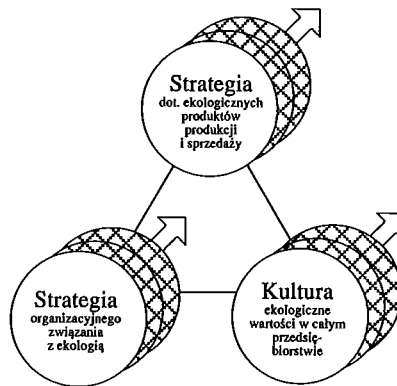 Strategia
dot. ekologicznych
produktów
produkcji
i sprzedaży
Strategia
organizacyjnego
związania
z ekologią
Kultura
ekologiczne
wartości w całym
przedsię-
biorstwie